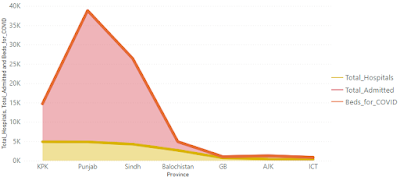 40K
35K
30K
25K
20K
15K
10K
5K
0K
Total_Hospitals, Total_Admitted and Beds_for_COVID
KPK Punjab Sindh Balochistan GB AJK ICT
Province
Total_Hospitals
Total_Admitted
Beds_for_COVID